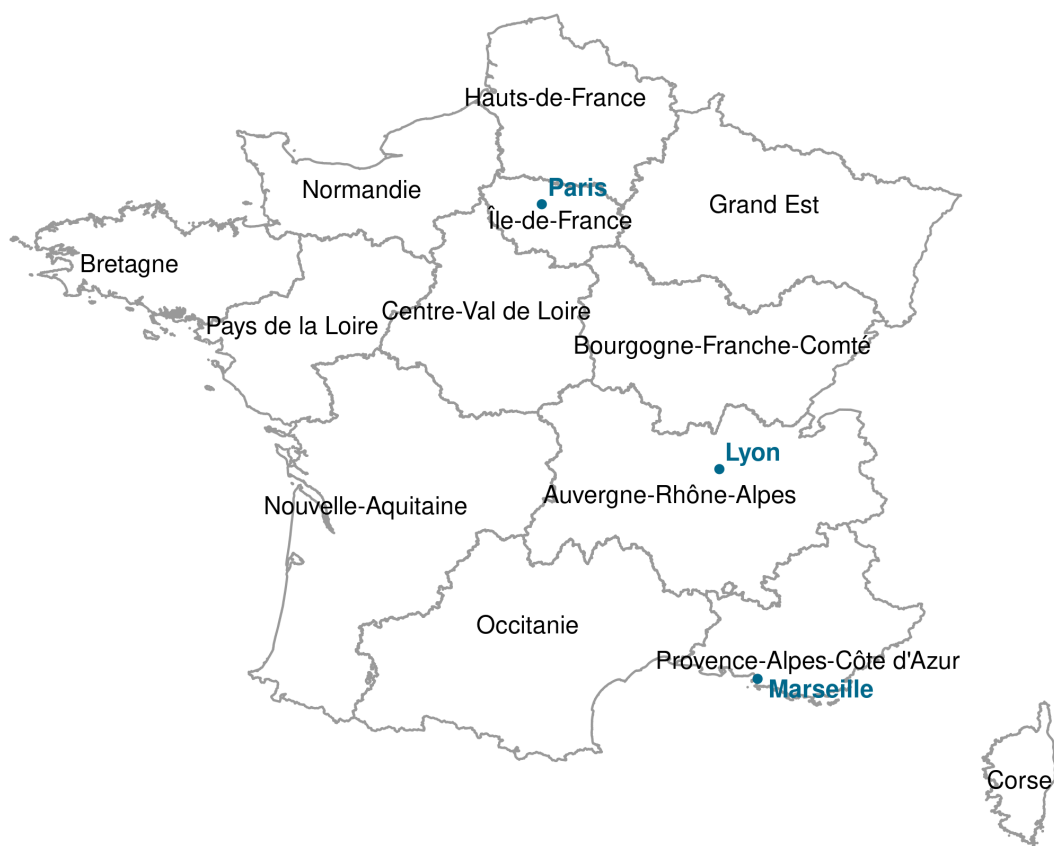 Hauts-de-France
Paris
Normandie
Île-de-France
Grand Est
Bretagne
Centre-Val de Loire
Pays de la Loire
Bourgogne-Franche-Comté
Lyon
Auvergne-Rhône-Alpes
Nouvelle-Aquitaine
Occitanie
Provence-Alpes-Côte d'Azur
Marseille
Corse